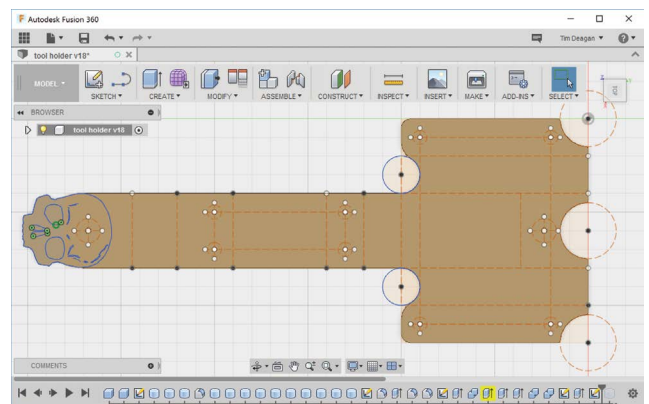 Autodesk Fusion 360
Tim Deagan
tool holder v18*
MODEL
SKETCH
CREATE
MODIFY
ASSEMBLE
CONSTRUCT
INSPECT
INSERT
MAKE
ADD-INS
SELECT
BROWSER
tool holder v18
COMMENTS